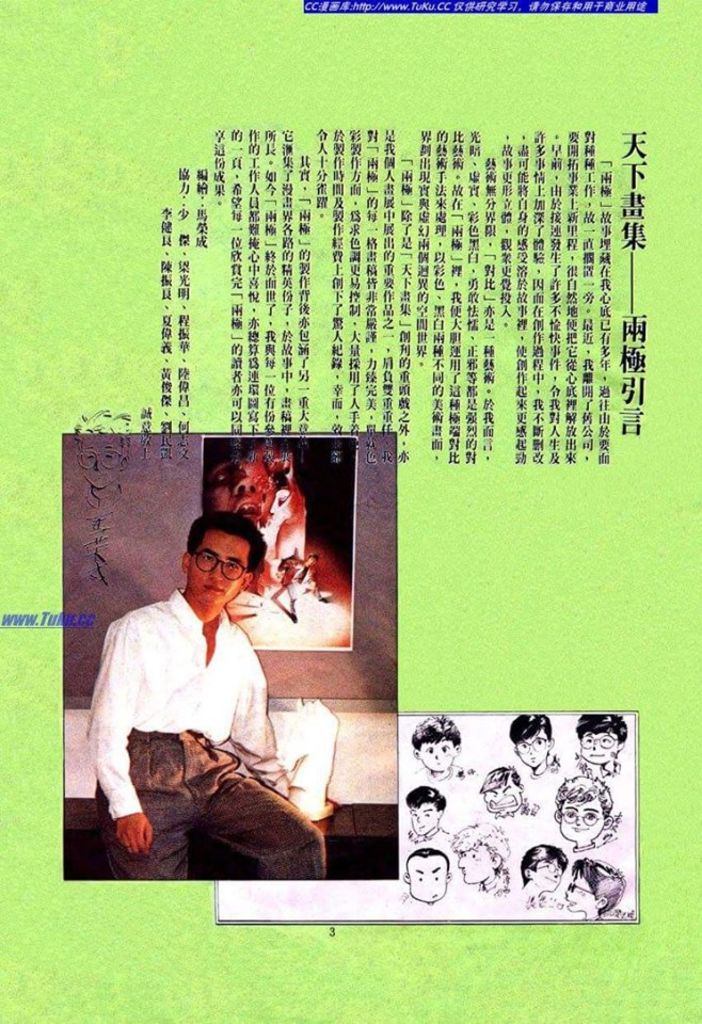 CC漫画库:http://www.TuKu.CC 仅供研究学习，请勿保存和用于商业用途
天下畫集——兩極引言
「兩極」故事埋藏在我心底已有多年，過往由於要面
對種種工作，故一直擱置一旁。最近，我離開了舊公司，
要開拓事業上新里程，很自然地便把它從心底裡解放出來
。早前，由於接連發生了許多不愉快事件，令我對人生及
許多事情上加深了體驗，因而在創作過程中，我不斷刪改
，盡可能將自身的感受溶於故事裡，使創作起來更感起勁
，故事更形立體，觀衆更覺投入。
藝術無分界限，「對比」亦是一種藝術。於我而言，
光暗、虛實、彩色黑白，勇敢怯懦、正邪等都是強烈的對
比藝術。故在「兩極」裡，我便大胆運用了這種極端對比
的藝術手法來處理，以彩色、黑白兩種不同的美術畫面，
界劃出現實與虛幻兩個迥異的空間世界。
「兩極」除了是「天下畫集」創刊的重頭戲之外，亦
是我個人畫展中展出的重要作品之一，肩負雙重重任，我
對「兩極」的每一格畫稿皆非常嚴謹，力臻完美，單氣色
彩製作方面，為求色調更易控制，大量採用了人手着
於製作時間及製作經費上創下了驚人紀錄，幸而，效
令人十分雀躍。
其實，「兩極」的製作背後亦包涵了另一重大意
它滙集了漫畫界各路的精英份子，於故事中，畫稿裡
所長。如今「兩極」終於面世了，我與每一位有份參
作的工作人員都難掩心中喜悅，亦總算為連環圖寫下
的一頁，希望每一位欣賞完「兩極」的讀者亦可以同
享這份成果。
編繪：馬榮成
協力：少　傑、梁光明、程振華、陸偉昌、何志文
李健良、陳振良、夏偉義、黃俊傑、劉民凱
誠意敬上
www.Tuku.cc
3